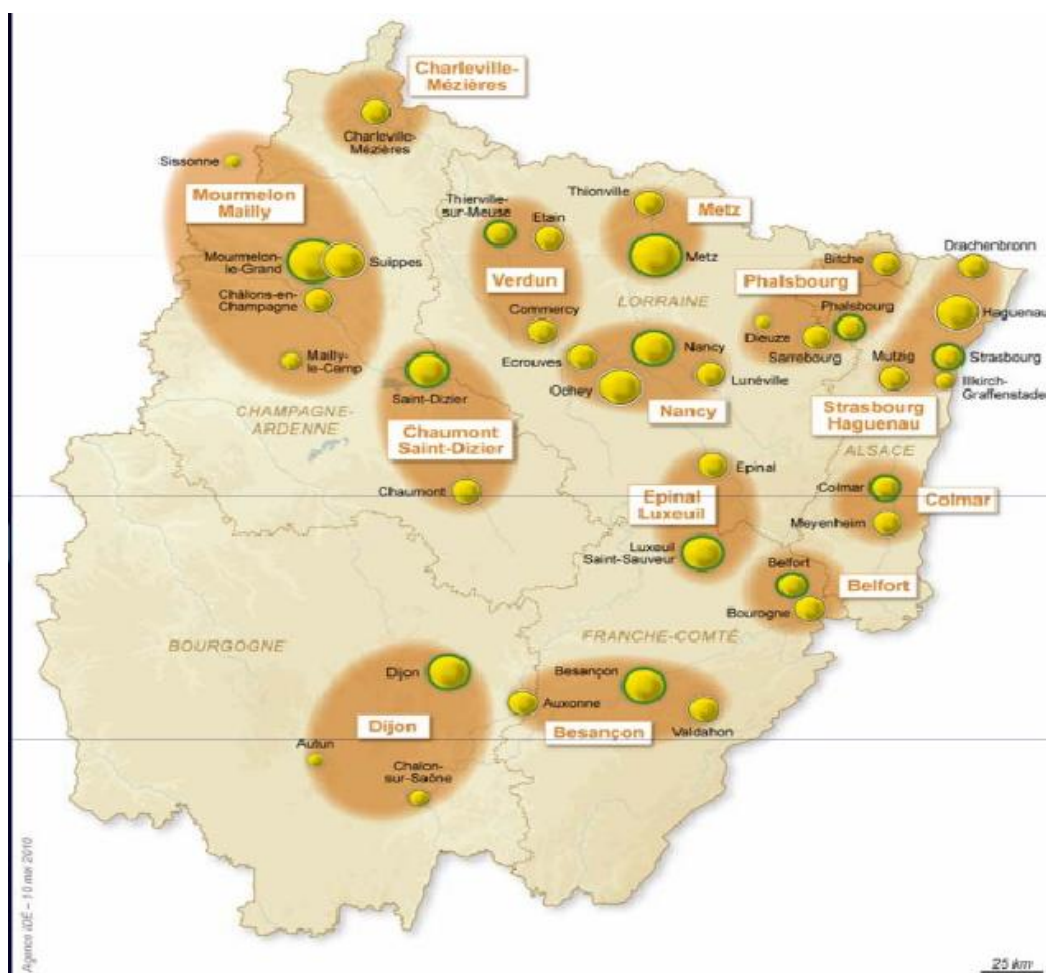 Charleville-
Mézières
Charleville-
Mézières
Sissonne
Mourmelon
Mailly
Mourmelon-
le-Grand
Suippes
Châlons-en-
Champagne
Mailly-
le-Camp
CHAMPAGNE-
ARDENNE
Thierville-
sur-Meuse
Etain
Verdun
Commercy
Thionville
Metz
Metz
LORRAINE
Bitche
Phalsbourg
Phalsbourg
Dieuze
Sarrebourg
Drachenbronn
Haguenau
Mutzig
Strasbourg
Illkirch-
Graffenstade
Strasbourg
Haguenau
ALSACE
Ecrouves
Nancy
Ochey
Lunéville
Nancy
Saint-Dizier
Chaumont
Saint-Dizier
Chaumont
Epinal
Epinal
Luxeuil
Luxeuil
Saint-Sauveur
Colmar
Colmar
Meyenheim
Belfort
Belfort
Bourogne
FRANCHE-COMTÉ
BOURGOGNE
Dijon
Dijon
Autun
Chalon-
sur-Saône
Besançon
Auxonne
Besançon
Valdahon
Agence IDÉ – 10 mai 2010
25 km